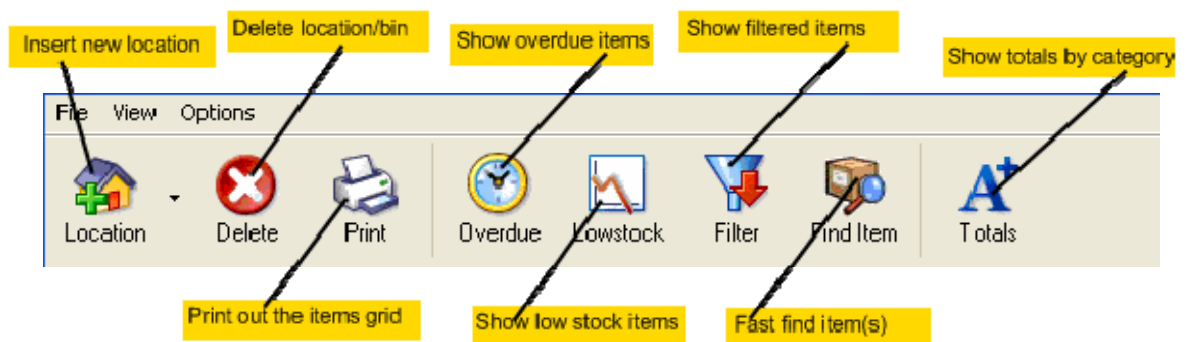 Insert new location
Delete location/bin
Show overdue items
Show filtered items
Show totals by category
File View Options
Location Delete Print Overdue Lowstock Filter Find Item Totals
Print out the items grid
Show low stock items
Fast find item(s)